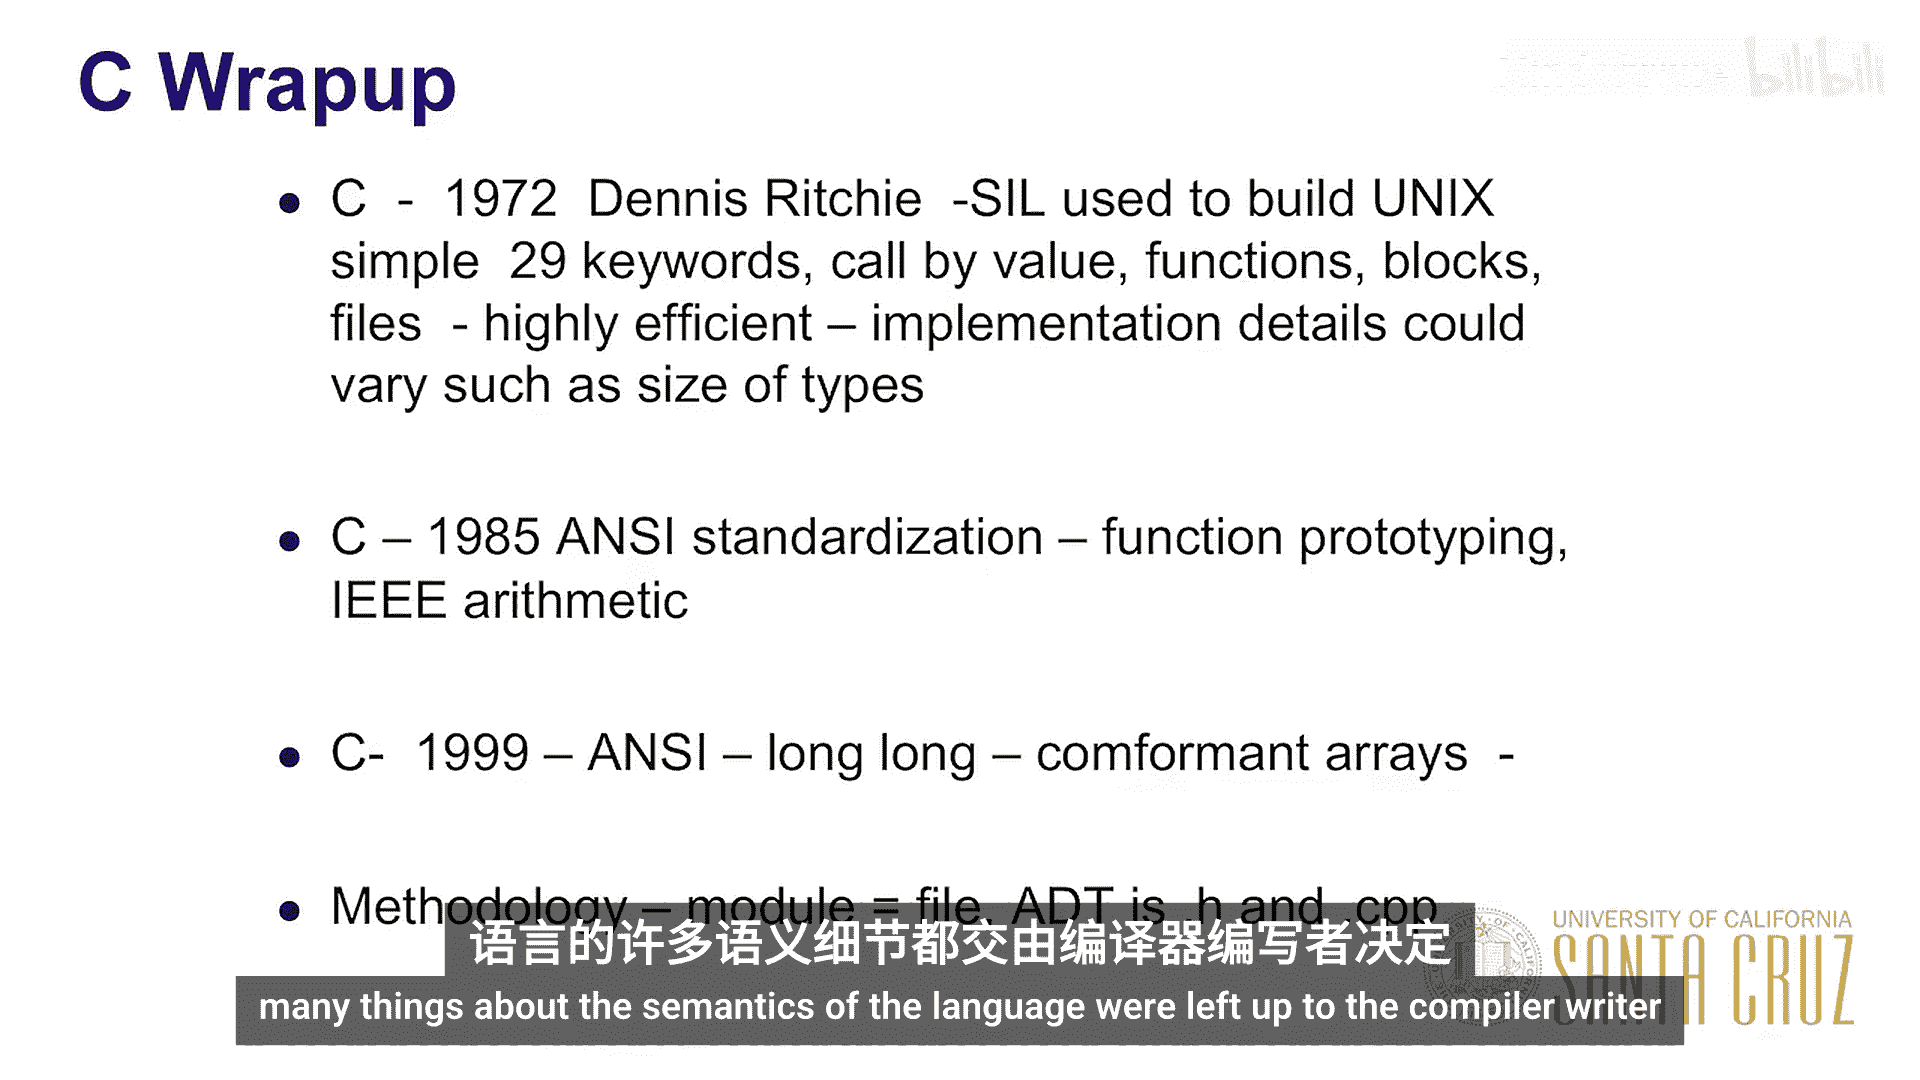 C Wrapup
bilibili
C - 1972 Dennis Ritchie -SIL used to build UNIX
simple 29 keywords, call by value, functions, blocks,
files - highly efficient – implementation details could
vary such as size of types
C – 1985 ANSI standardization – function prototyping,
IEEE arithmetic
C- 1999 – ANSI – long long – comformant arrays -
Methodology – module = file, ADT is .h and .cpp
语言的许多语义细节都交由编译器编写者决定
many things about the semantics of the language were left up to the compiler writer
UNIVERSITY OF CALIFORNIA
SANTA CRUZ